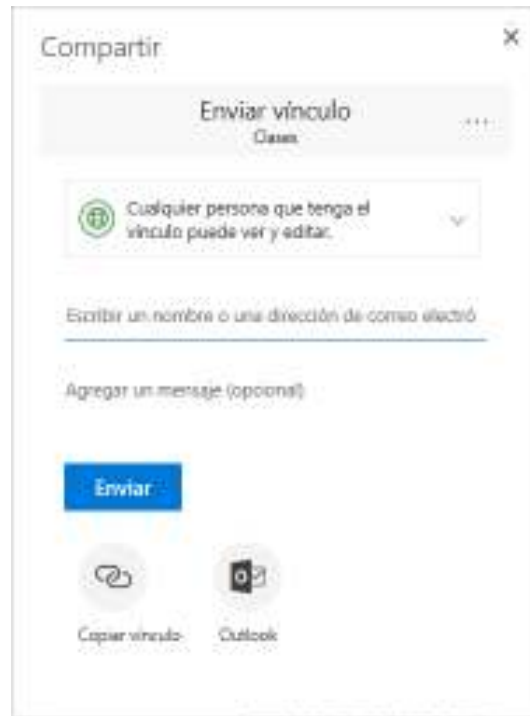 Compartir
Enviar vínculo
Clases
Cualquier persona que tenga el
vínculo puede ver y editar.
Escribir un nombre o una dirección de correo electró
Agregar un mensaje (opcional)
Enviar
Copiar vínculo
Outlook